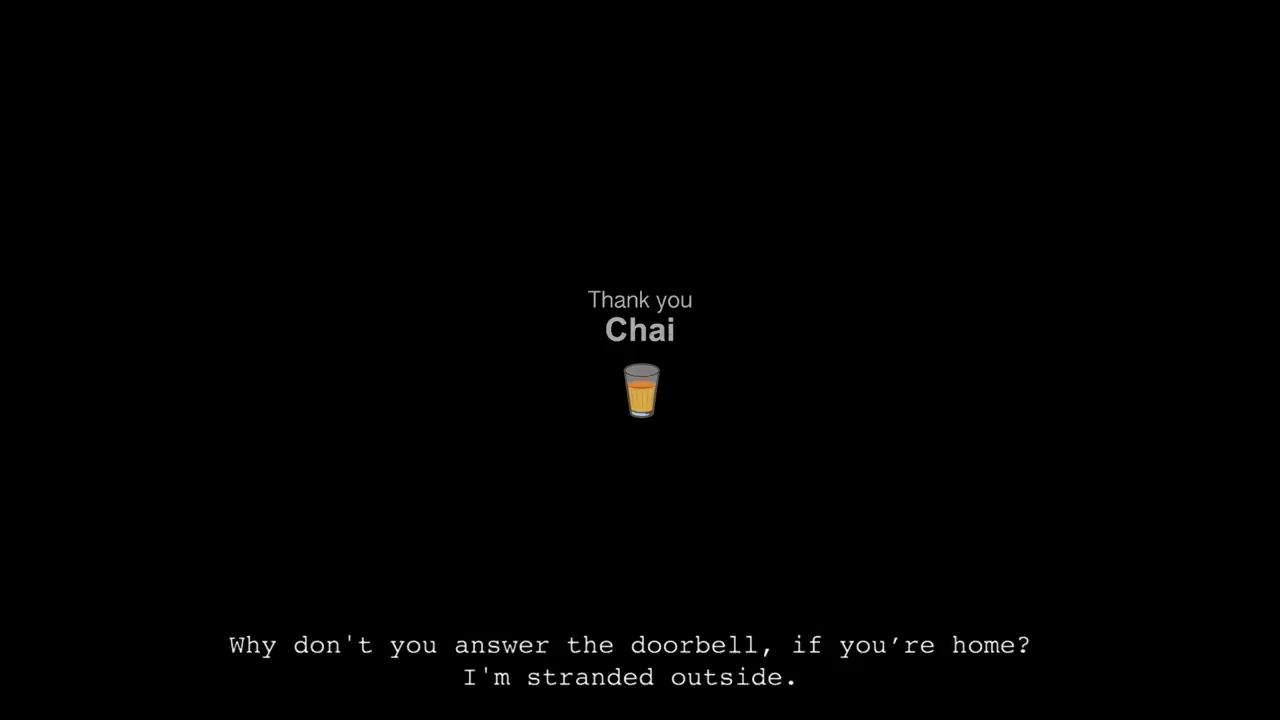 Thank you
Chai
Why don't you answer the doorbell, if you’re home?
I'm stranded outside.